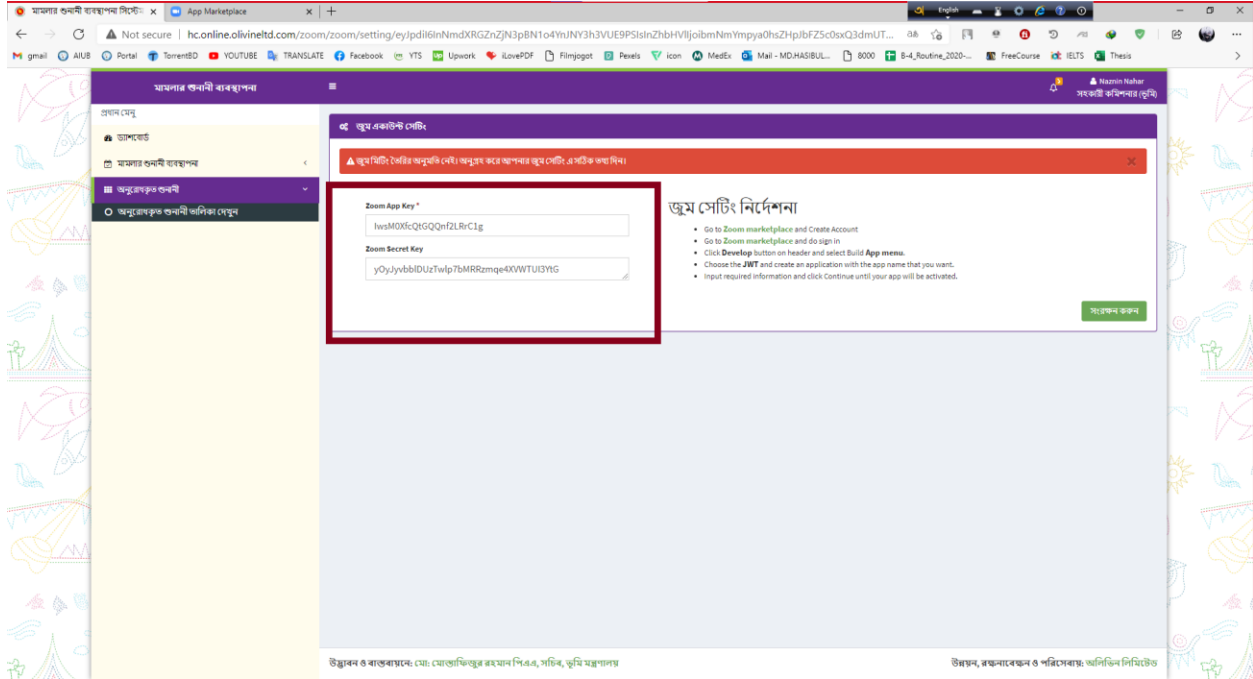 মামলার শুনানী ব্যবস্থাপনা সিস্টে
App Marketplace
English
Not secure | hc.online.olivineltd.com/zoom/zoom/setting/
gmail AIUB Portal TorrentBD YOUTUBE TRANSLATE Facebook YTS Upwork iLovePDF Filmjogot Pexels icon MedEx Mail – MD.HASIBUL... 8000 8-4_Routine_2020-... FreeCourse IELTS Thesis
মামলার শুনানী ব্যবস্থাপনা
Naznin Nahar
সহকারী কমিশনার (ভূমি)
প্রধান মেনু
ড্যাশবোর্ড
মামলার শুনানী ব্যবস্থাপনা
অনুরোধকৃত শুনানী
অনুরোধকৃত শুনানী তালিকা দেখুন
জুম একাউন্ট সেটিং
জুম মিটিং তৈরির অনুমতি নেই। অনুগ্রহ করে আপনার জুম সেটিং এ সঠিক তথ্য দিন।
Zoom App Key *
IwsM0XfcQtGQQnf2LRrC1g
Zoom Secret Key
yOyJyvbblDUzTwlp7bMRRzmqe4XVWTUI3YtG
জুম সেটিং নির্দেশনা
Go to Zoom marketplace and Create Account
Go to Zoom marketplace and do sign in
Click Develop button on header and select Build App menu.
Choose the JWT and create an application with the app name that you want.
Input required information and click Continue until your app will be activated.
সংরক্ষন করুন
উদ্ভাবন ও বাস্তবায়নে: মো: মোস্তাফিজুর রহমান পিএএ, সচিব, ভূমি মন্ত্রণালয়
উন্নয়ন, রক্ষনাবেক্ষন ও পরিসেবায়: অলিভিন লিমিটেড